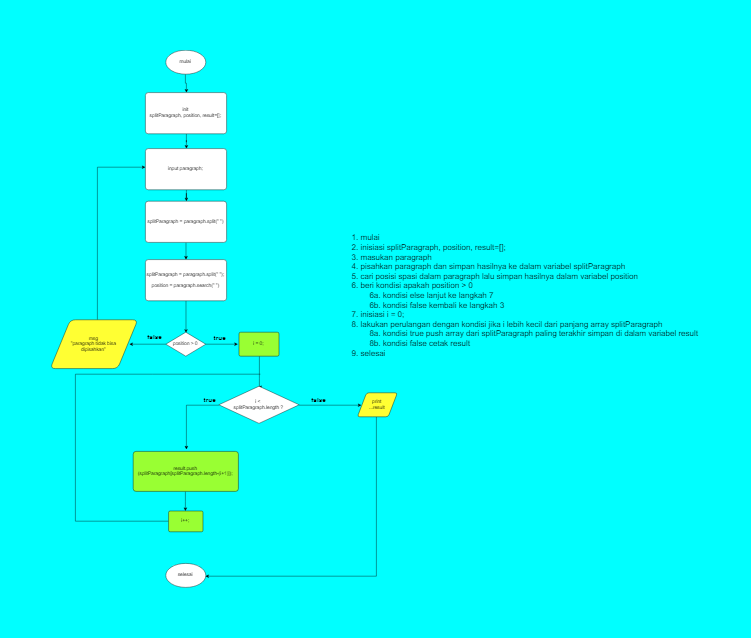 mulai
init
splitParagraph, position, result=[];
input paragraph;
splitParagraph = paragraph.split(" ");
splitParagraph = paragraph.split(" ");
position = paragraph.search(" ")
position > 0
false
true
msg
"paragraph tidak bisa
dipisahkan"
i = 0;
i <
splitParagraph.length ?
true
false
print
...result
result.push
(splitParagraph[splitParagraph.length-(i+1)]);
i++;
selesai
1. mulai
2. inisiasi splitParagraph, position, result=[];
3. masukan paragraph
4. pisahkan paragraph dan simpan hasilnya ke dalam variabel splitParagraph
5. cari posisi spasi dalam paragraph lalu simpan hasilnya dalam variabel position
6. beri kondisi apakah position > 0
6a. kondisi else lanjut ke langkah 7
6b. kondisi false kembali ke langkah 3
7. inisiasi i = 0;
8. lakukan perulangan dengan kondisi jika i lebih kecil dari panjang array splitParagraph
8a. kondisi true push array dari splitParagraph paling terakhir simpan di dalam variabel result
8b. kondisi false cetak result
9. selesai